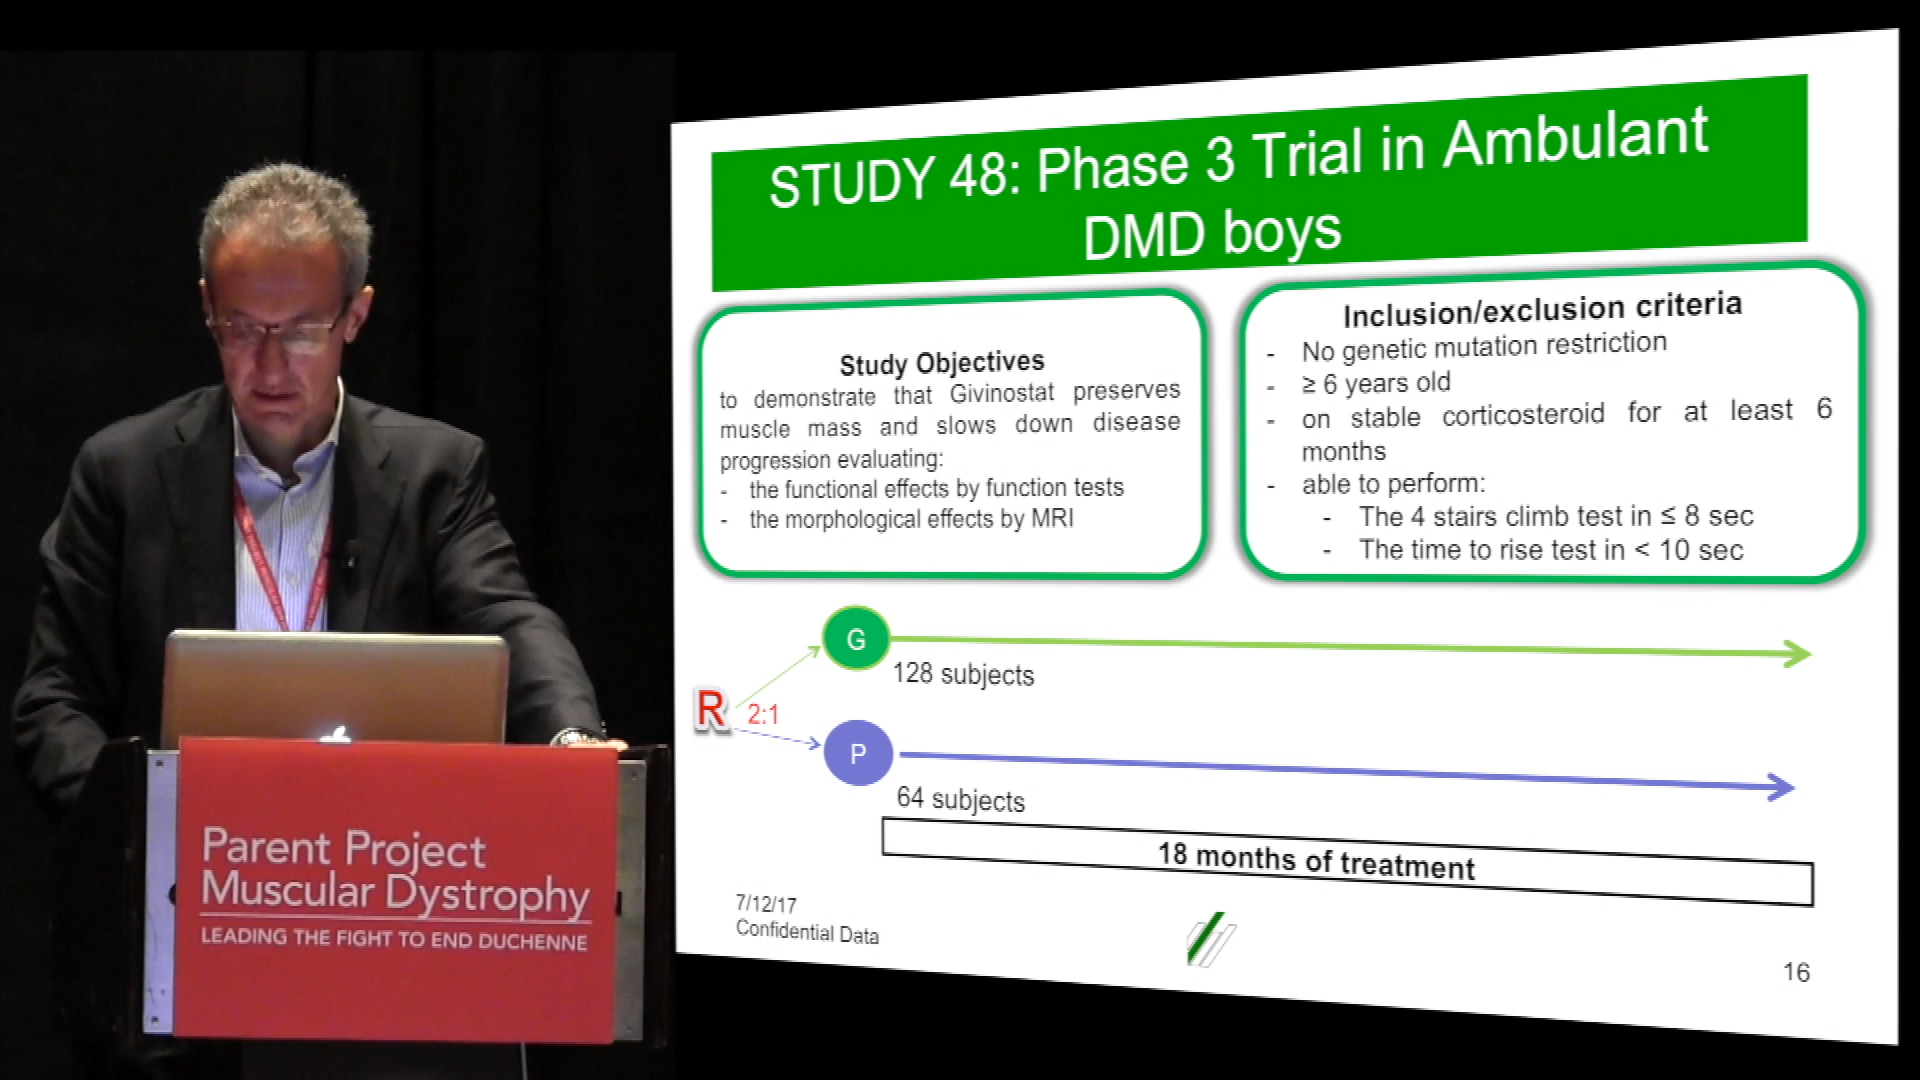 STUDY 48: Phase 3 Trial in Ambulant
DMD boys
Study Objectives
to demonstrate that Givinostat preserves
muscle mass and slows down disease
progression evaluating:
- the functional effects by function tests
- the morphological effects by MRI
Inclusion/exclusion criteria
- No genetic mutation restriction
- ≥ 6 years old
- on stable corticosteroid for at least 6
months
- able to perform:
- The 4 stairs climb test in ≤ 8 sec
- The time to rise test in < 10 sec
G
128 subjects
R 2:1
P
64 subjects
18 months of treatment
7/12/17
Confidential Data
16
Parent Project
Muscular Dystrophy
LEADING THE FIGHT TO END DUCHENNE